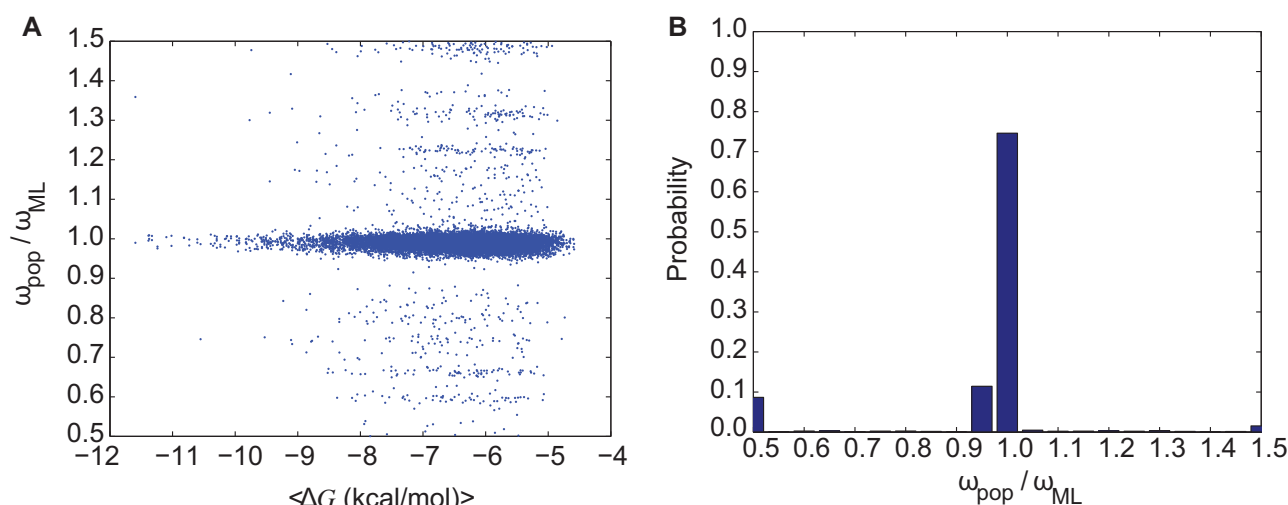 A
1.5
1.4
1.3
1.2
1.1
1.0
0.9
0.8
0.7
0.6
0.5
ω_pop / ω_ML
−12 −11 −10 −9 −8 −7 −6 −5 −4
<ΔG (kcal/mol)>
B
1.0
0.9
0.8
0.7
0.6
0.5
0.4
0.3
0.2
0.1
0.0
Probability
0.5 0.6 0.7 0.8 0.9 1.0 1.1 1.2 1.3 1.4 1.5
ω_pop / ω_ML